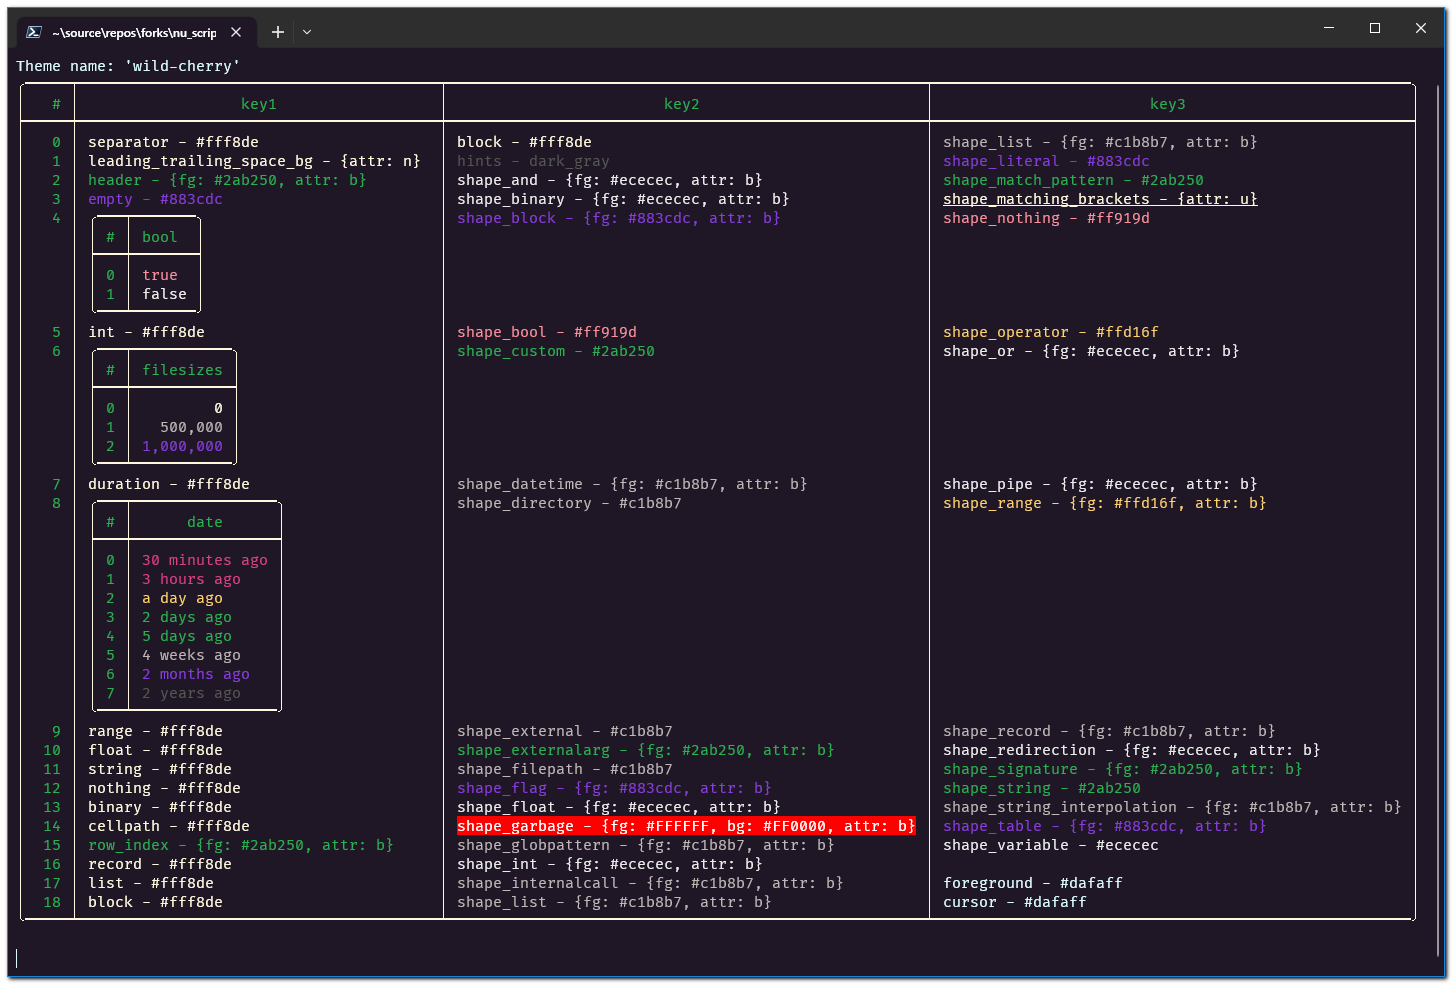 ~\source\repos\forks\nu_scrip
Theme name: 'wild-cherry'
# key1 key2 key3
0 separator - #fff8de block - #fff8de shape_list - {fg: #c1b8b7, attr: b}
1 leading_trailing_space_bg - {attr: n} hints - dark_gray shape_literal - #883cdc
2 header - {fg: #2ab250, attr: b} shape_and - {fg: #ececec, attr: b} shape_match_pattern - #2ab250
3 empty - #883cdc shape_binary - {fg: #ececec, attr: b} shape_matching_brackets - {attr: u}
4 shape_block - {fg: #883cdc, attr: b} shape_nothing - #ff919d
# bool
0 true
1 false
5 int - #fff8de shape_bool - #ff919d shape_operator - #ffd16f
6 shape_custom - #2ab250 shape_or - {fg: #ececec, attr: b}
# filesizes
0 0
1 500,000
2 1,000,000
7 duration - #fff8de shape_datetime - {fg: #c1b8b7, attr: b} shape_pipe - {fg: #ececec, attr: b}
8 shape_directory - #c1b8b7 shape_range - {fg: #ffd16f, attr: b}
# date
0 30 minutes ago
1 3 hours ago
2 a day ago
3 2 days ago
4 5 days ago
5 4 weeks ago
6 2 months ago
7 2 years ago
9 range - #fff8de shape_external - #c1b8b7 shape_record - {fg: #c1b8b7, attr: b}
10 float - #fff8de shape_externalarg - {fg: #2ab250, attr: b} shape_redirection - {fg: #ececec, attr: b}
11 string - #fff8de shape_filepath - #c1b8b7 shape_signature - {fg: #2ab250, attr: b}
12 nothing - #fff8de shape_flag - {fg: #883cdc, attr: b} shape_string - #2ab250
13 binary - #fff8de shape_float - {fg: #ececec, attr: b} shape_string_interpolation - {fg: #c1b8b7, attr: b}
14 cellpath - #fff8de shape_garbage - {fg: #FFFFFF, bg: #FF0000, attr: b} shape_table - {fg: #883cdc, attr: b}
15 row_index - {fg: #2ab250, attr: b} shape_globpattern - {fg: #c1b8b7, attr: b} shape_variable - #ececec
16 record - #fff8de shape_int - {fg: #ececec, attr: b}
17 list - #fff8de shape_internalcall - {fg: #c1b8b7, attr: b} foreground - #dafaff
18 block - #fff8de shape_list - {fg: #c1b8b7, attr: b} cursor - #dafaff